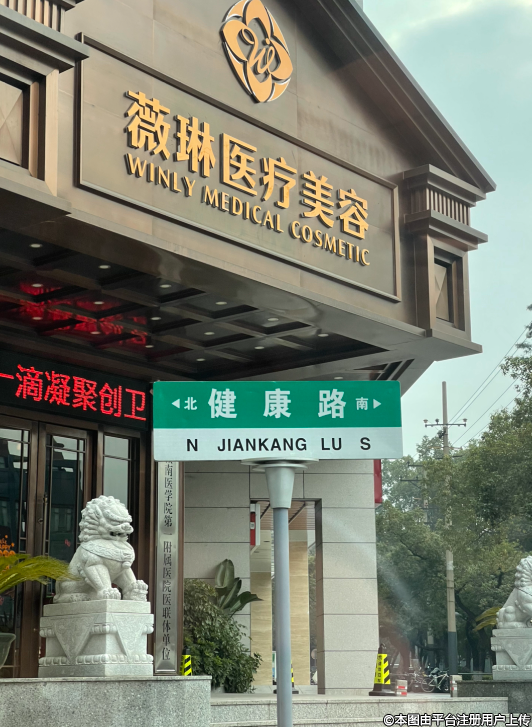 薇琳医疗美容
WINLY MEDICAL COSMETIC
一滴凝聚创卫
北 健康路 南
N JIANKANG LU S
南医学院第一附属医院医联体单位
©本图由平台注册用户上传